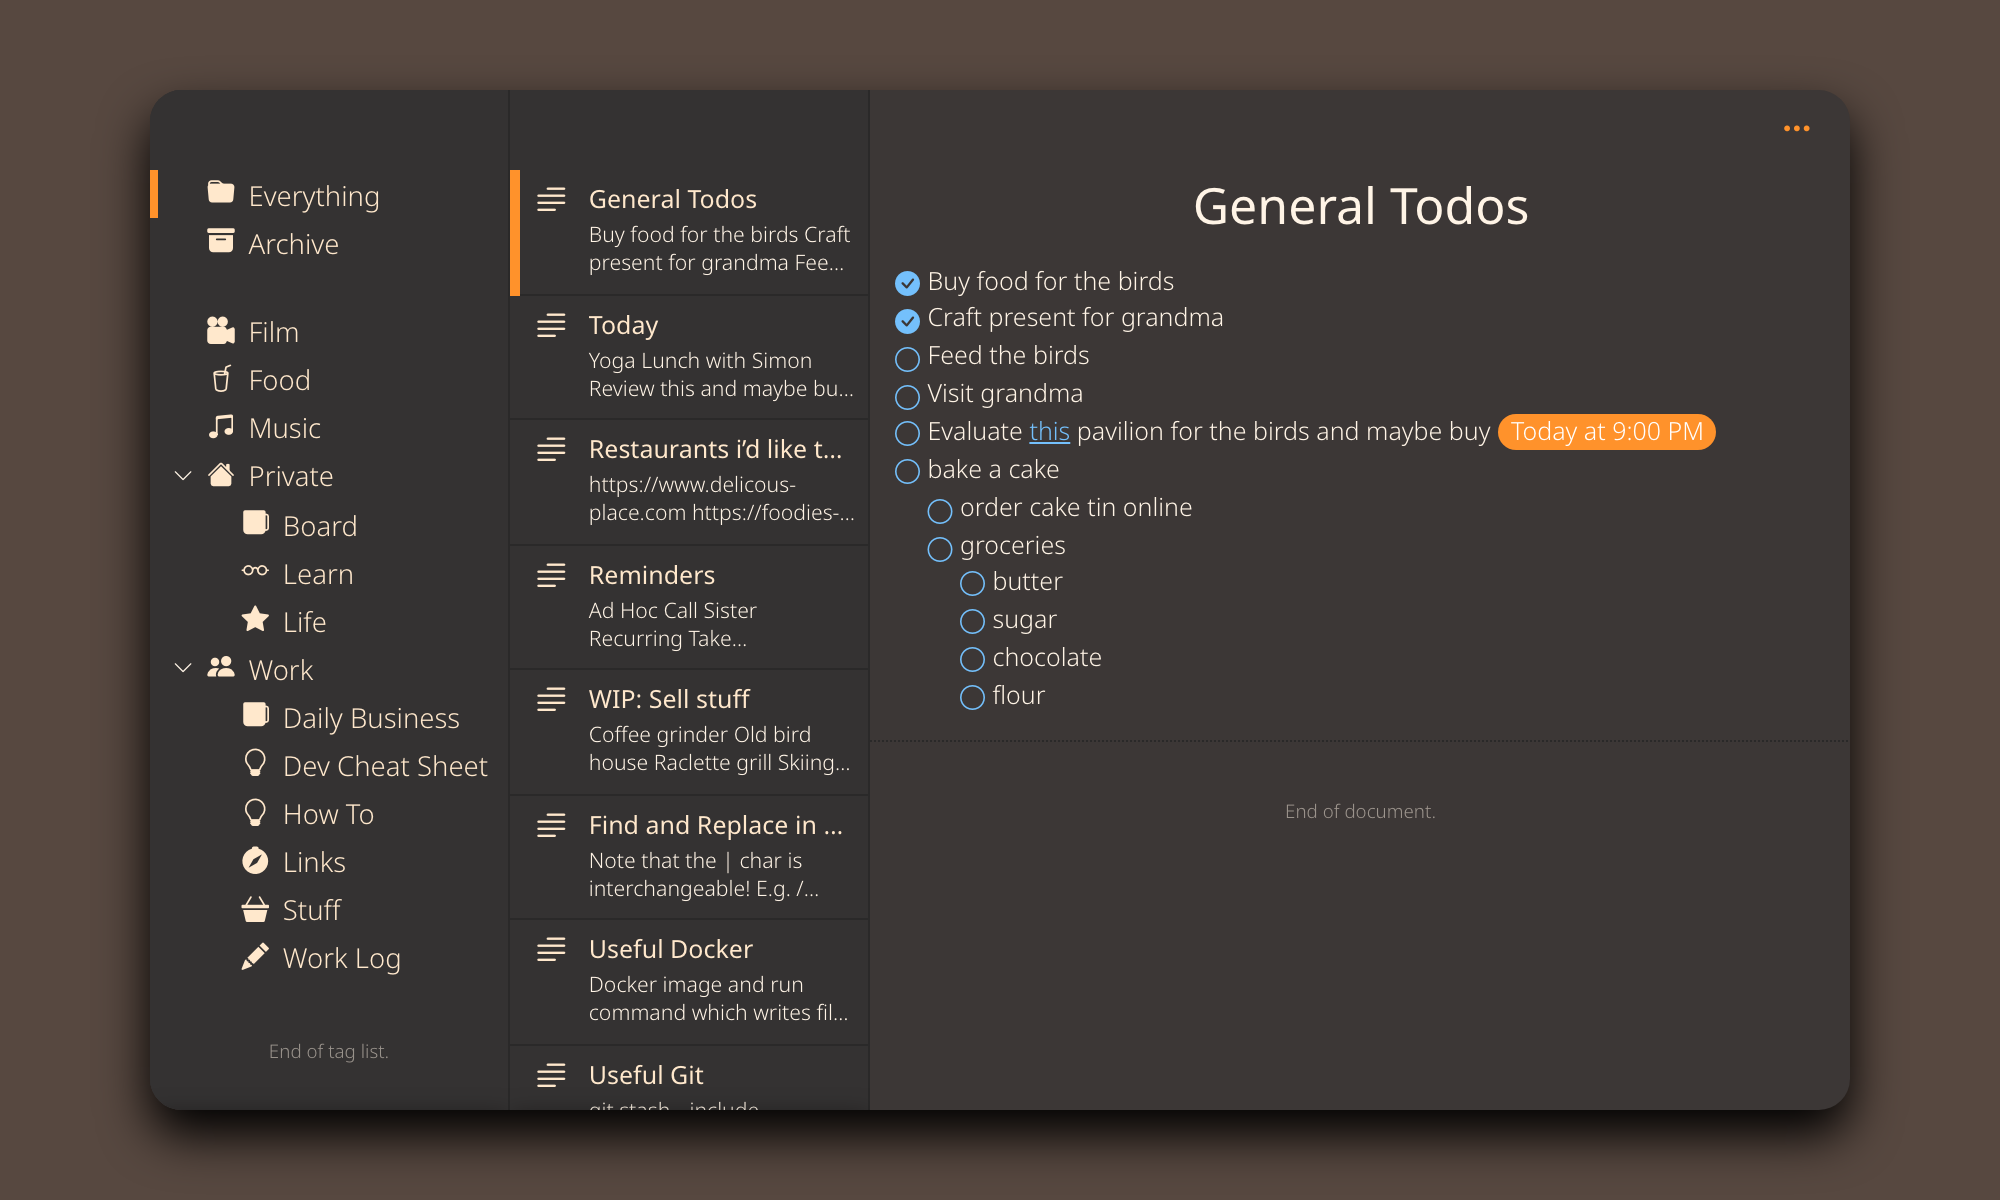 Everything
Archive
Film
Food
Music
Private
Board
Learn
Life
Work
Daily Business
Dev Cheat Sheet
How To
Links
Stuff
Work Log
End of tag list.
General Todos
Buy food for the birds Craft
present for grandma Fee...
Today
Yoga Lunch with Simon
Review this and maybe bu...
Restaurants i’d like t...
https://www.delicous-
place.com https://foodies-...
Reminders
Ad Hoc Call Sister
Recurring Take...
WIP: Sell stuff
Coffee grinder Old bird
house Raclette grill Skiing...
Find and Replace in ...
Note that the | char is
interchangeable! E.g. /...
Useful Docker
Docker image and run
command which writes fil...
Useful Git
git stash
General Todos
Buy food for the birds
Craft present for grandma
Feed the birds
Visit grandma
Evaluate this pavilion for the birds and maybe buy Today at 9:00 PM
bake a cake
order cake tin online
groceries
butter
sugar
chocolate
flour
End of document.